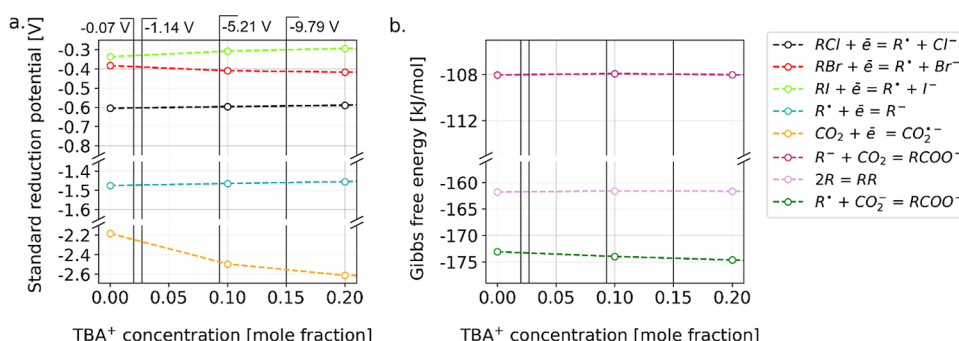 a.
-0.07 V
-1.14 V
-5.21 V
-9.79 V
Standard reduction potential [V]
-0.3
-0.4
-0.5
-0.6
-0.7
-0.8
-1.4
-1.5
-1.6
-2.2
-2.4
-2.6
0.00
0.05
0.10
0.15
0.20
TBA⁺ concentration [mole fraction]
b.
Gibbs free energy [kJ/mol]
-108
-112
-161
-165
-171
-175
0.00
0.05
0.10
0.15
0.20
TBA⁺ concentration [mole fraction]
RCl + ē = R• + Cl⁻
RBr + ē = R• + Br⁻
RI + ē = R• + I⁻
R• + ē = R⁻
CO₂ + ē = CO₂•⁻
R⁻ + CO₂ = RCOO⁻
2R = RR
R• + CO₂⁻ = RCOO⁻